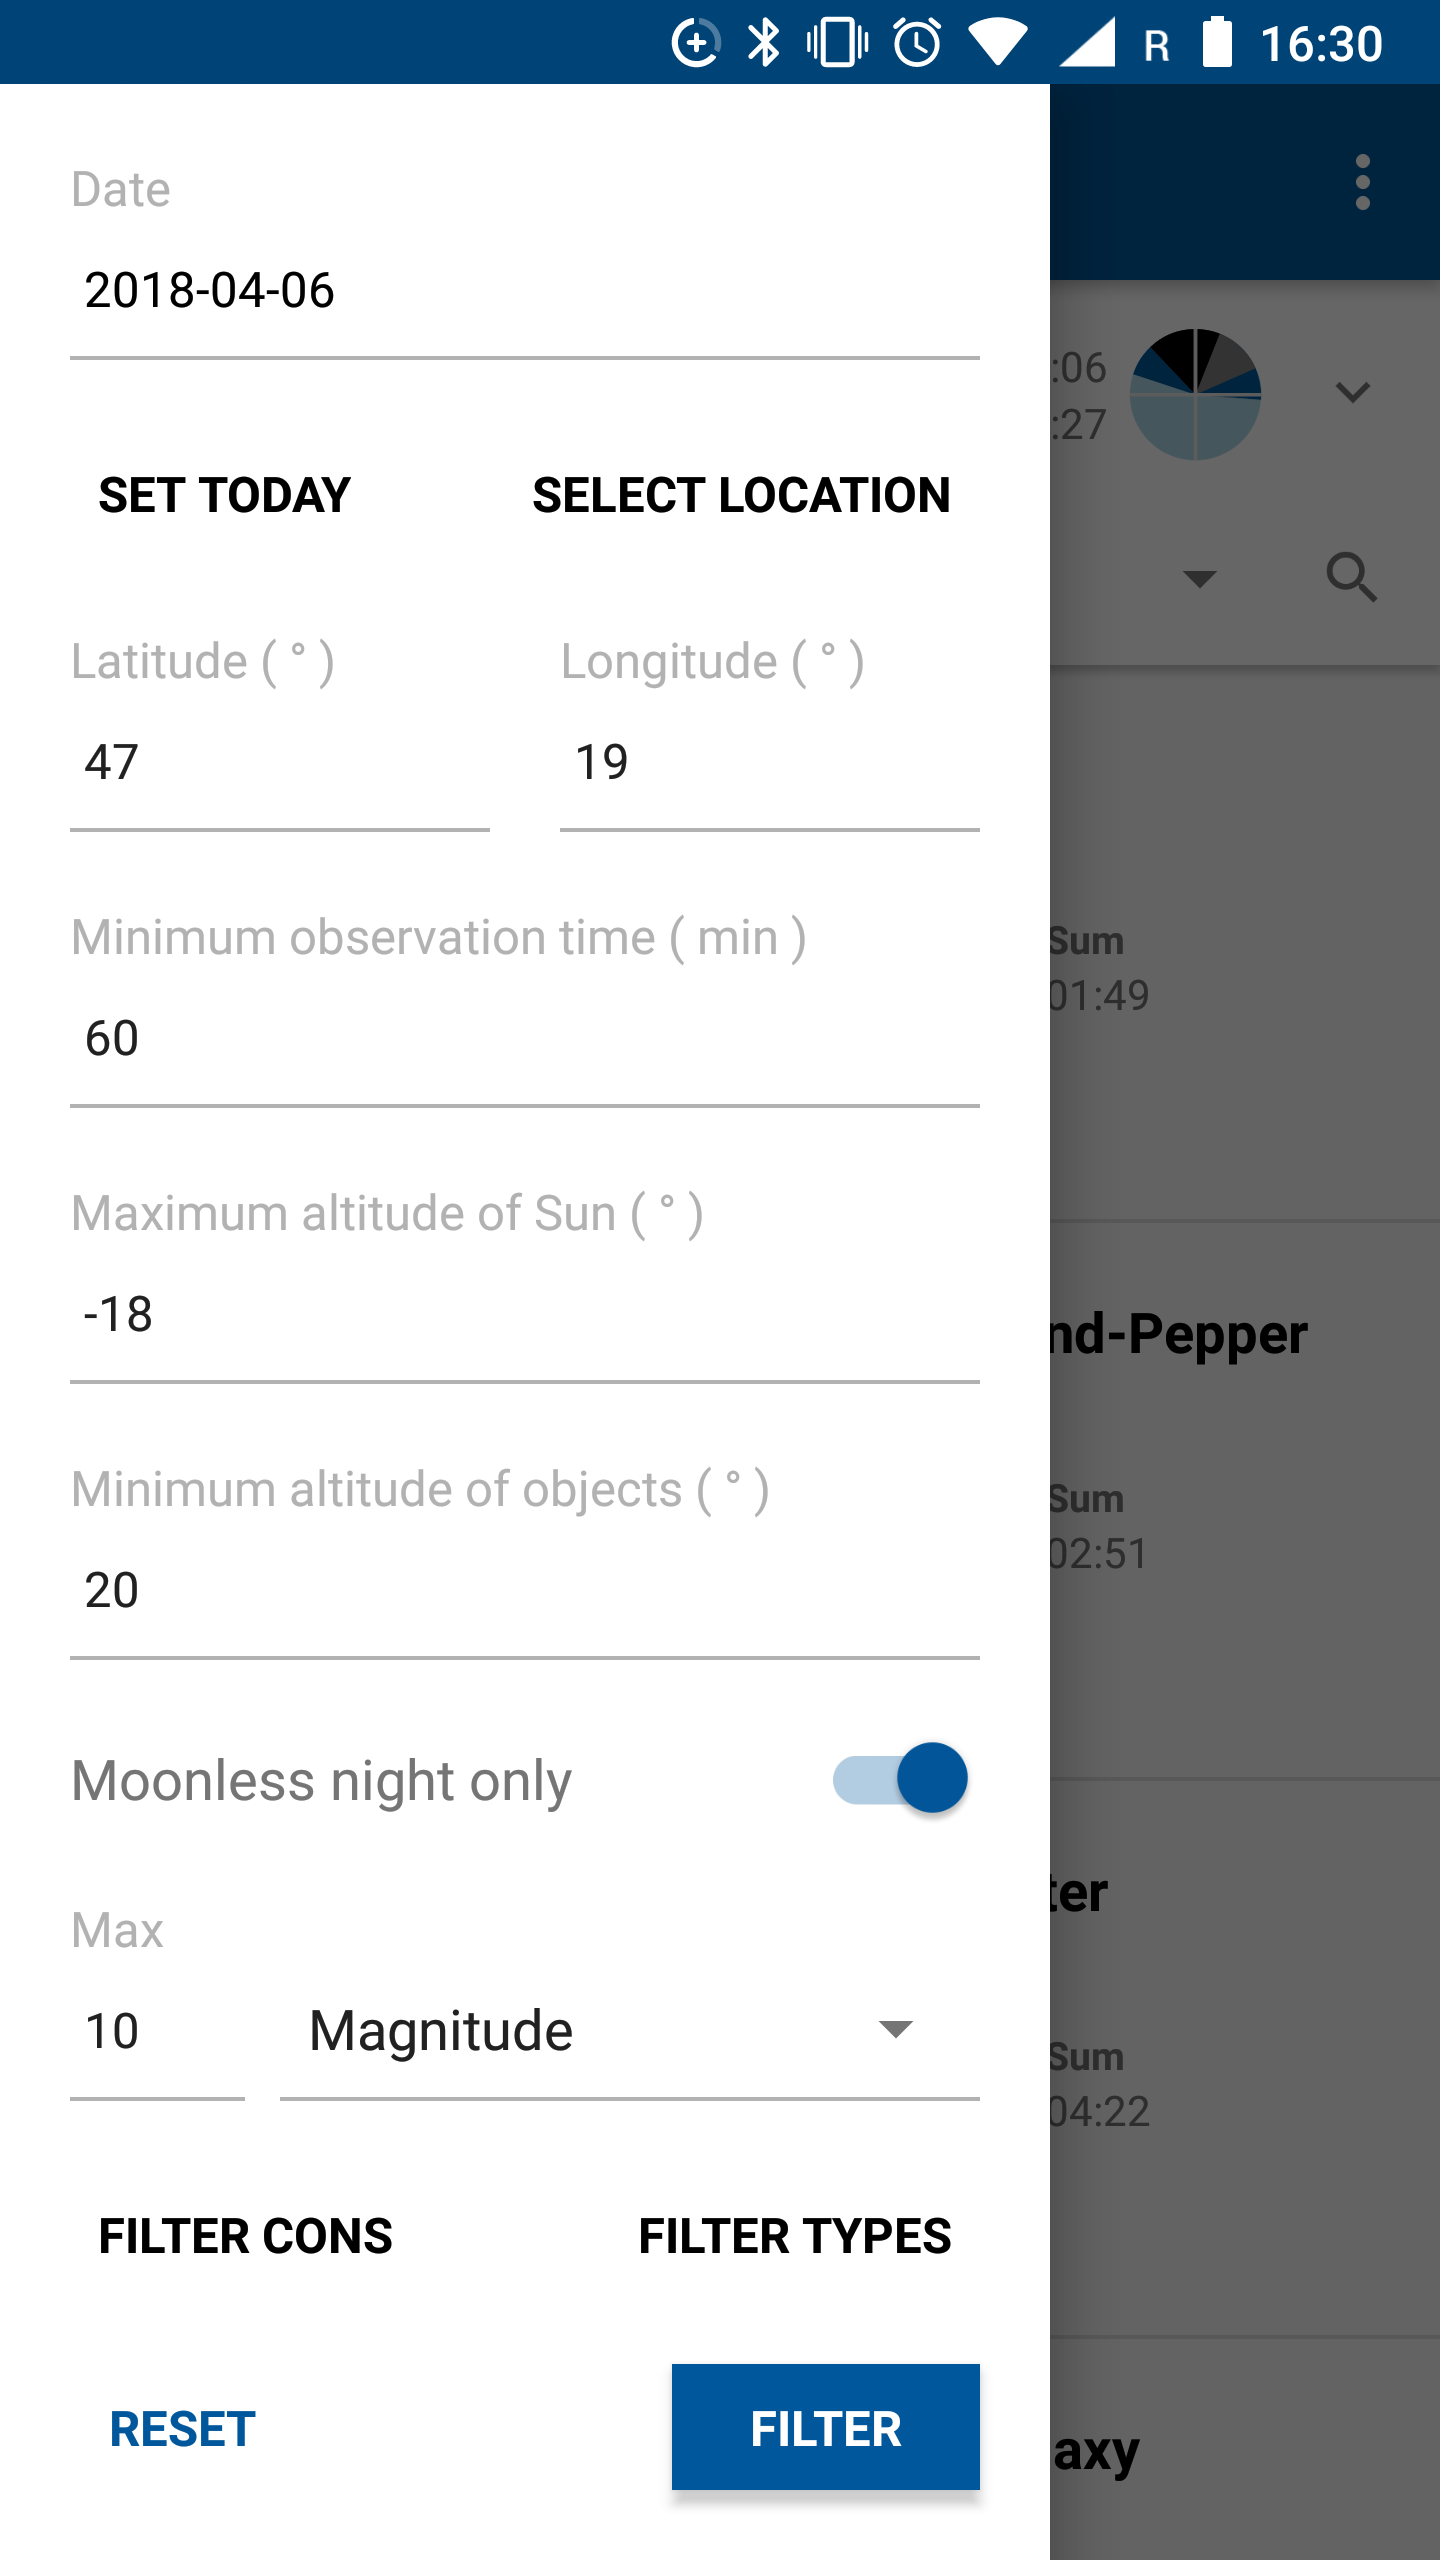 R 16:30
Date
2018-04-06
:06
:27
SET TODAY SELECT LOCATION
Latitude ( ° ) Longitude ( ° )
47 19
Minimum observation time ( min )
60
Sum
01:49
Maximum altitude of Sun ( ° )
-18
nd-Pepper
Minimum altitude of objects ( ° )
20
Sum
02:51
Moonless night only
ter
Max
10 Magnitude
Sum
04:22
FILTER CONS FILTER TYPES
RESET FILTER
axy